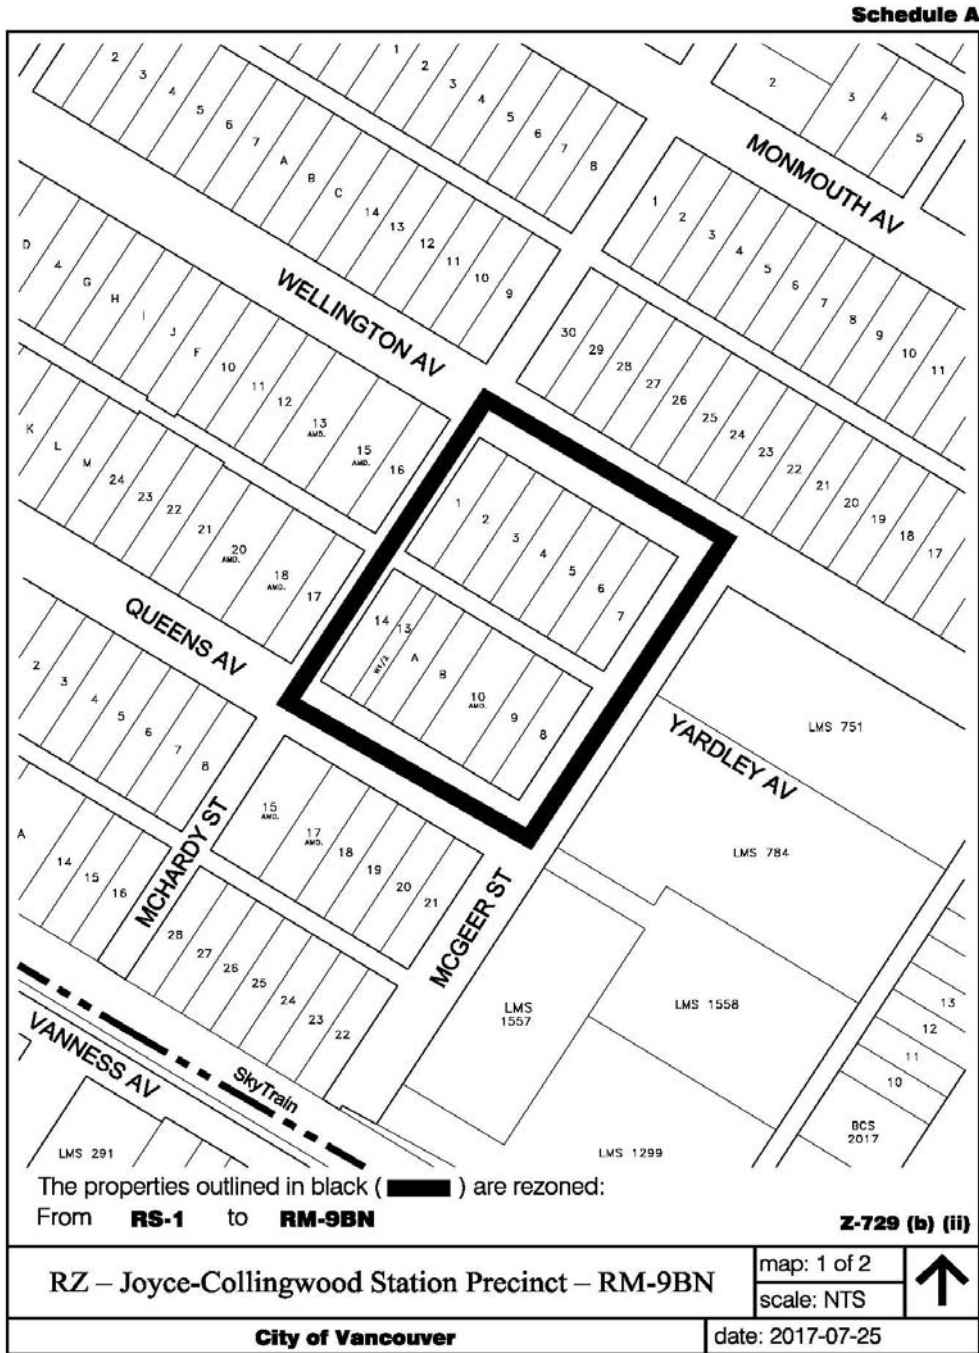 Schedule A
1
2
3
4
5
6
7
8
2
3
4
5
6
7
A
B
C
14
13
12
11
10
9
2
3
4
5
MONMOUTH AV
1
2
3
4
5
6
7
8
9
10
11
30
29
28
27
26
25
24
23
22
21
20
19
18
17
WELLINGTON AV
D
4
G
H
I
J
F
10
11
12
13
AMD.
15
AMD.
16
K
L
M
24
23
22
21
20
AMD.
18
AMD.
17
1
2
3
4
5
6
7
14
13
W1/2
A
B
10
AMD.
9
8
QUEENS AV
2
3
4
5
6
7
8
A
14
15
16
MCHARDY ST
15
AMD.
17
AMD.
18
19
20
21
28
27
26
25
24
23
22
MCGEER ST
YARDLEY AV
LMS 751
LMS 784
LMS 1558
LMS
1557
LMS 1299
13
12
11
10
BCS
2017
VANNESS AV
SkyTrain
LMS 291
The properties outlined in black ( ) are rezoned:
From RS-1 to RM-9BN
Z-729 (b) (ii)
RZ – Joyce-Collingwood Station Precinct – RM-9BN
map: 1 of 2
scale: NTS
City of Vancouver
date: 2017-07-25